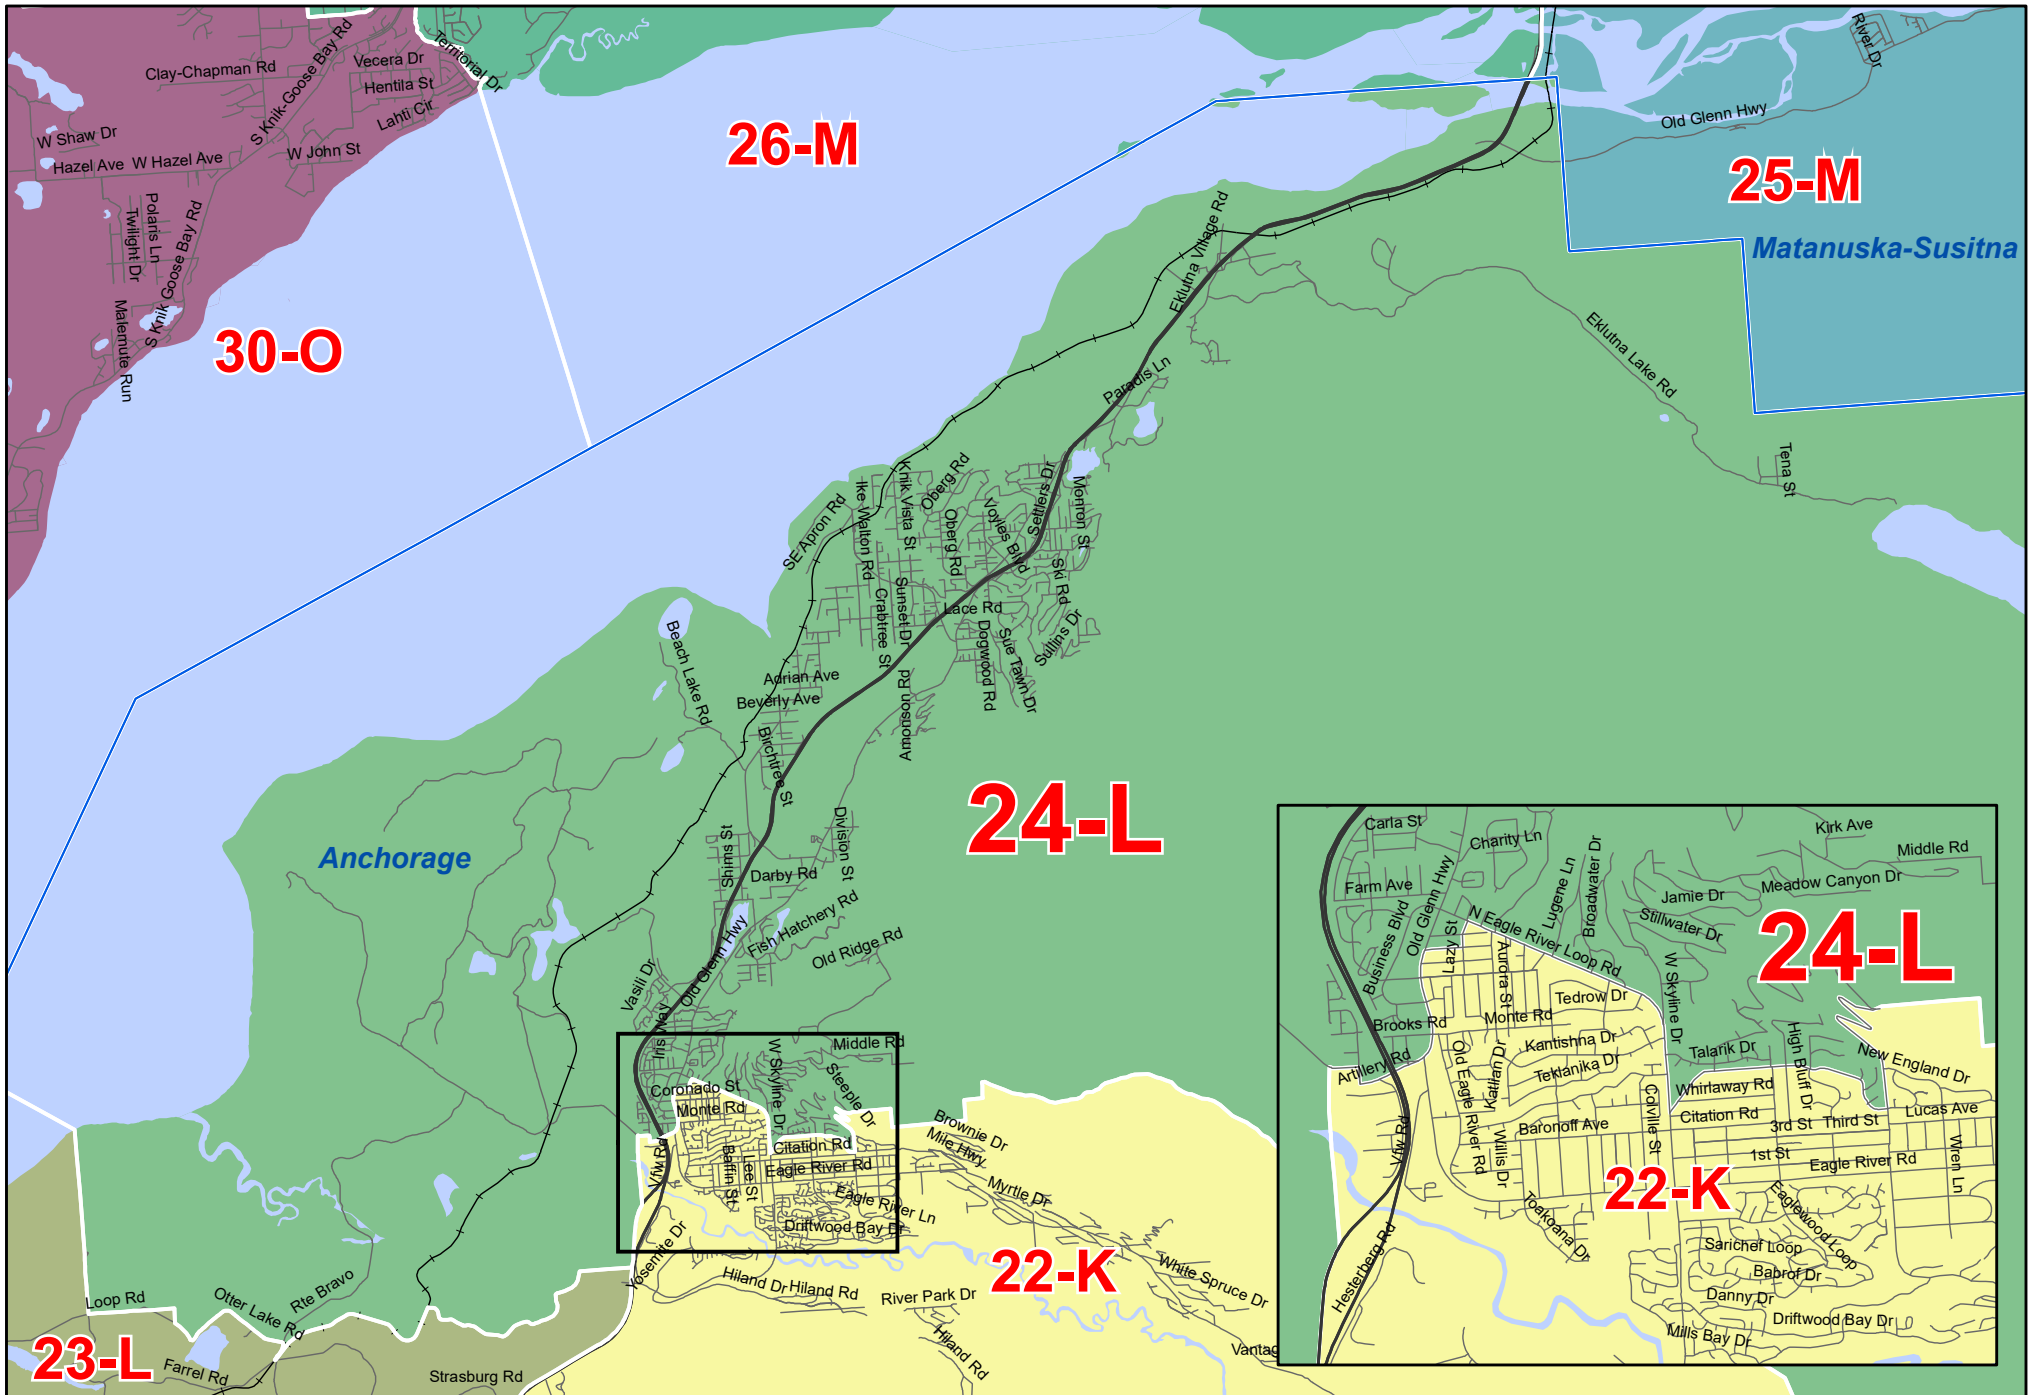 Territorial Dr
Clay-Chapman Rd
Vecera Dr
Hentila St
Lahti Cir
S Knik-Goose Bay Rd
W Shaw Dr
Hazel Ave
W Hazel Ave
W John St
Polaris Ln
Twilight Dr
S Knik Goose Bay Rd
Malemute Run
30-O
26-M
River Dr
Old Glenn Hwy
25-M
Matanuska-Susitna
Eklutna Village Rd
Eklutna Lake Rd
Paradis Ln
Tena St
Knik Vista St
Oberg Rd
Ike Walton Rd
SE Apron Rd
Oberg Rd
Voyles Blvd
Settlers Dr
Monron St
Ski Rd
Sunset Dr
Crabtree St
Lace Rd
Dogwood Rd
Sue Tawn Dr
Sullins Dr
Beach Lake Rd
Adrian Ave
Beverly Ave
Amonson Rd
Birchtree St
24-L
Anchorage
Shims St
Division St
Darby Rd
Fish Hatchery Rd
Old Ridge Rd
Old Glenn Hwy
Vasili Dr
Iris Way
Middle Rd
W Skyline Dr
Steeple Dr
Coronado St
Monte Rd
Citation Rd
Brownie Dr
Mile Hwy
Vfw Rd
Baffin St
Lee St
Eagle River Rd
Eagle River Ln
Driftwood Bay Dr
Myrtle Dr
Yosemite Dr
22-K
White Spruce Dr
Hiland Dr
Hiland Rd
River Park Dr
Hiland Rd
Vantag
Loop Rd
Otter Lake Rd
Rte Bravo
23-L
Farrel Rd
Strasburg Rd
Carla St
Charity Ln
Kirk Ave
Middle Rd
Farm Ave
Business Blvd
Old Glenn Hwy
Lugene Ln
Broadwater Dr
Jamie Dr
Meadow Canyon Dr
Stillwater Dr
24-L
N Eagle River Loop Rd
Lazy St
Aurora St
W Skyline Dr
Tedrow Dr
Brooks Rd
Monte Rd
Kantishna Dr
Teklanika Dr
Talarik Dr
High Bluff Dr
New England Dr
Artillery Rd
Old Eagle River Rd
Katlian Dr
Whirlaway Rd
Colville St
Citation Rd
Lucas Ave
3rd St
Third St
Baronoff Ave
Willis Dr
1st St
Eagle River Rd
Wren Ln
Vfw Rd
22-K
Toakoana Dr
Eaglewood Loop
Sarichef Loop
Babrof Dr
Hesterberg Rd
Danny Dr
Driftwood Bay Dr
Mills Bay Dr